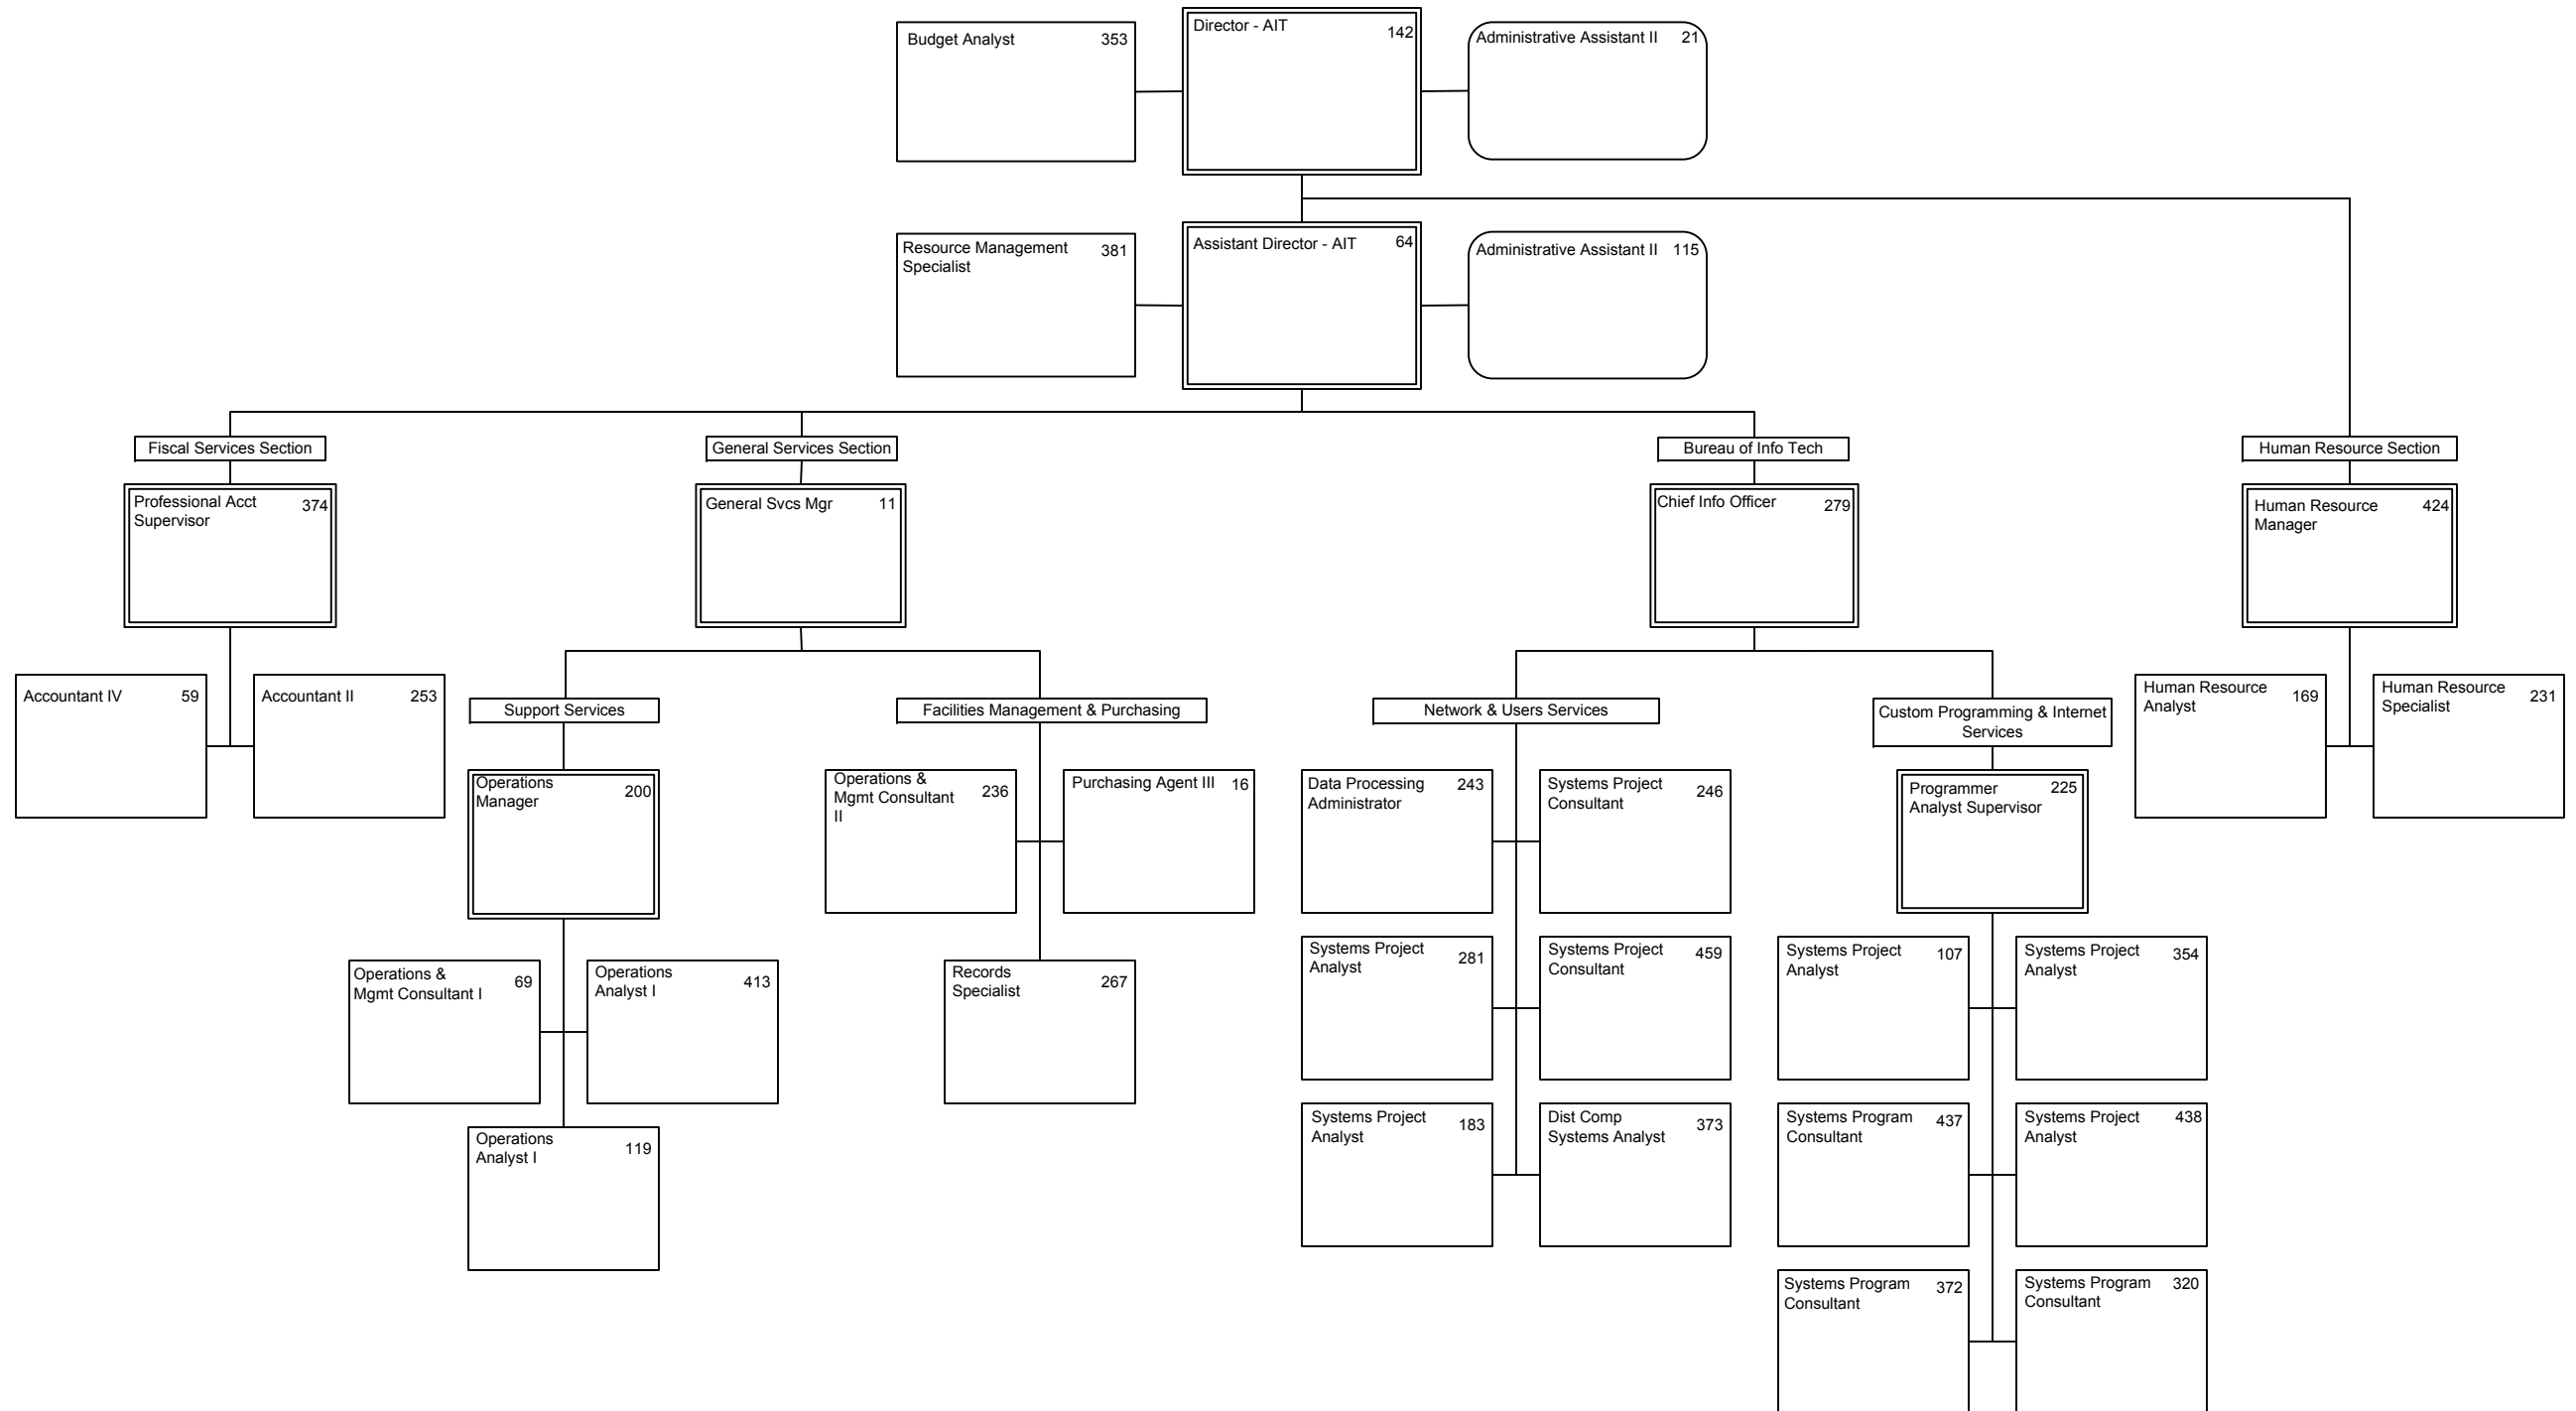 Budget Analyst 353
Director - AIT 142
Administrative Assistant II 21
Resource Management 381
Specialist
Assistant Director - AIT 64
Administrative Assistant II 115
Fiscal Services Section
General Services Section
Bureau of Info Tech
Human Resource Section
Professional Acct 374
Supervisor
General Svcs Mgr 11
Chief Info Officer 279
Human Resource 424
Manager
Accountant IV 59
Accountant II 253
Support Services
Facilities Management & Purchasing
Network & Users Services
Custom Programming & Internet
Services
Human Resource 169
Analyst
Human Resource 231
Specialist
Operations 200
Manager
Operations & 236
Mgmt Consultant
II
Purchasing Agent III 16
Data Processing 243
Administrator
Systems Project 246
Consultant
Programmer 225
Analyst Supervisor
Operations & 69
Mgmt Consultant I
Operations 413
Analyst I
Records 267
Specialist
Systems Project 281
Analyst
Systems Project 459
Consultant
Systems Project 107
Analyst
Systems Project 354
Analyst
Operations 119
Analyst I
Systems Project 183
Analyst
Dist Comp 373
Systems Analyst
Systems Program 437
Consultant
Systems Project 438
Analyst
Systems Program 372
Consultant
Systems Program 320
Consultant